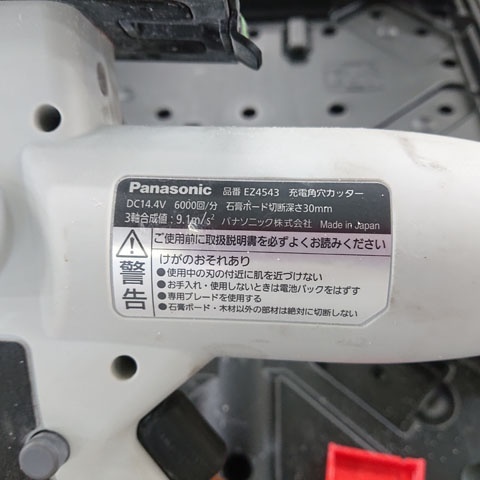 Panasonic 品番 EZ4543 充電角穴カッター
DC14.4V 6000回/分 石膏ボード切断深さ30mm
3軸合成値:9.1m/s² パナソニック株式会社 Made in Japan
警告
ご使用前に取扱説明書を必ずよくお読みください
けがのおそれあり
●使用中の刃の付近に肌を近づけない
●お手入れ・使用しないときは電池パックをはずす
●専用ブレードを使用する
●石膏ボード・木材以外の部材は絶対に切断しない